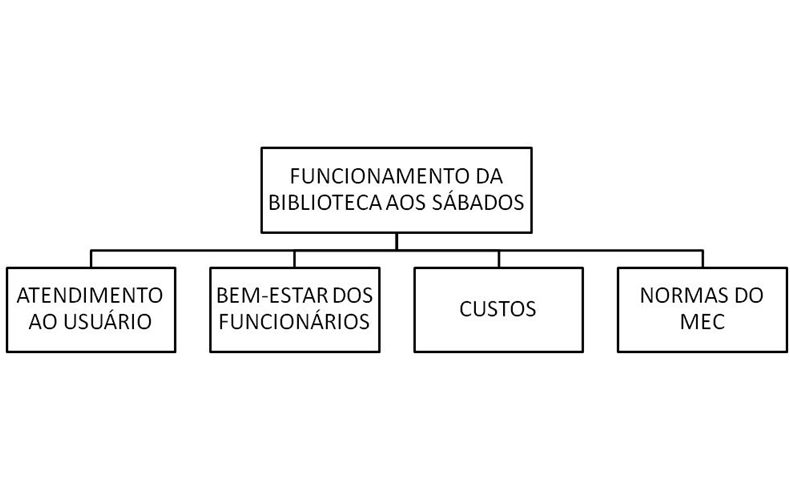 FUNCIONAMENTO DA
BIBLIOTECA AOS SÁBADOS
ATENDIMENTO
AO USUÁRIO
BEM-ESTAR DOS
FUNCIONÁRIOS
CUSTOS
NORMAS DO
MEC